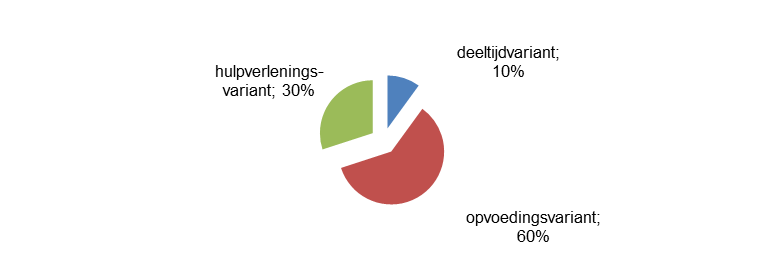 deeltijdvariant;
10%
hulpverlenings-
variant; 30%
opvoedingsvariant;
60%